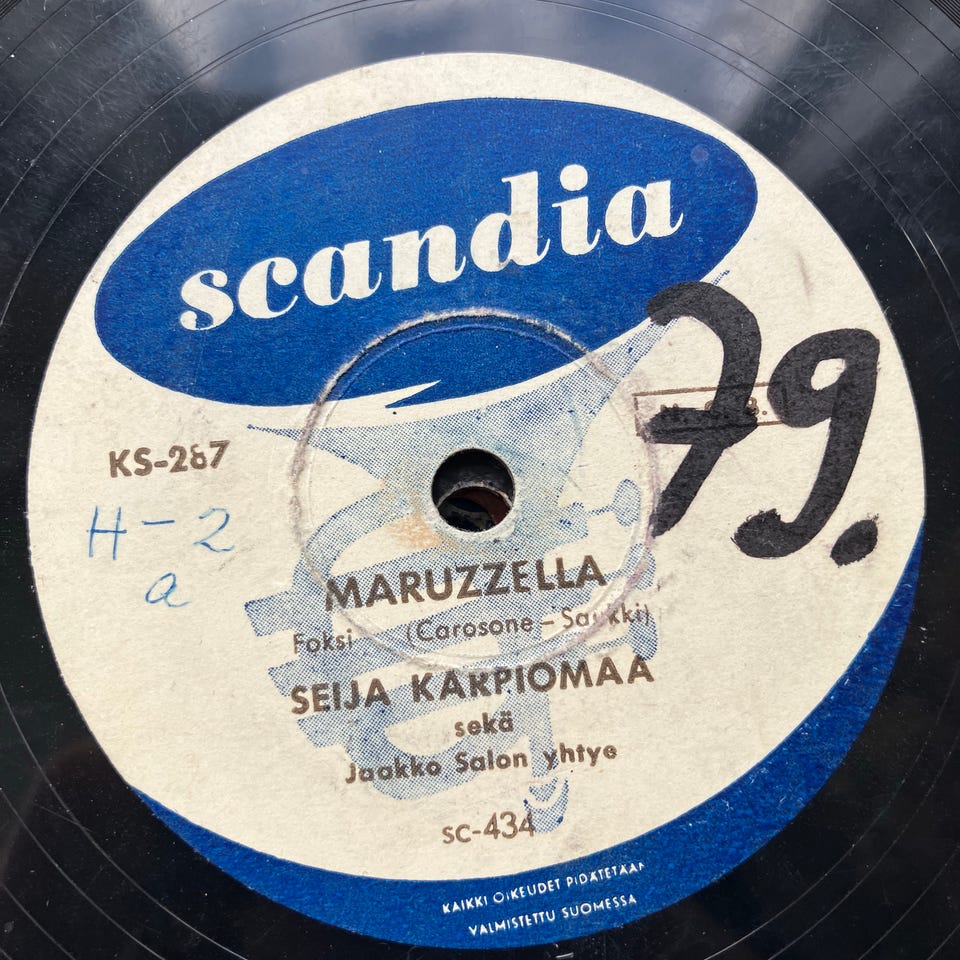 scandia
79.
KS-267
H-2
a
MARUZZELLA
Foksi (Carosone - Saukki)
SEIJA KARPIOMAA
sekä
Jaakko Salon yhtye
SC-434
KAIKKI OIKEUDET PIDÄTETÄÄN
VALMISTETTU SUOMESSA